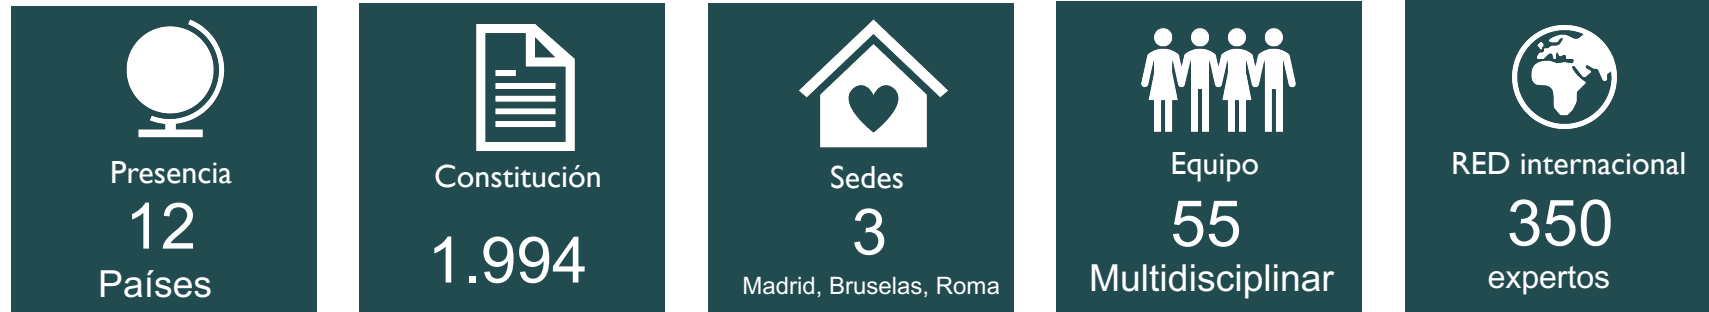 Presencia
12
Países
Constitución
1.994
Sedes
3
Madrid, Bruselas, Roma
Equipo
55
Multidisciplinar
RED internacional
350
expertos